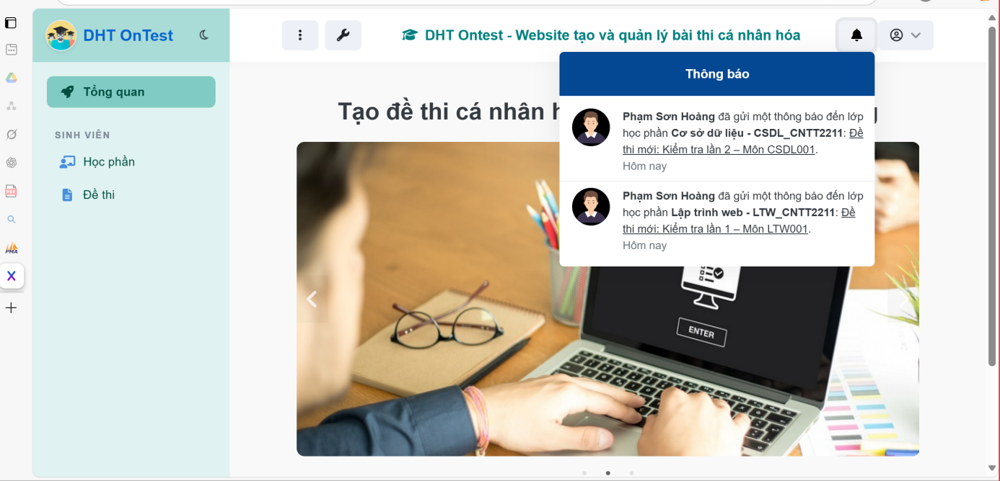 DHT OnTest
DHT Ontest - Website tạo và quản lý bài thi cá nhân hóa
Tổng quan
SINH VIÊN
Học phần
Đề thi
Tạo đề thi cá nhân
Thông báo
Phạm Sơn Hoàng đã gửi một thông báo đến lớp
học phần Cơ sở dữ liệu - CSDL_CNTT2211: Đề
thi mới: Kiểm tra lần 2 – Môn CSDL001.
Hôm nay
Phạm Sơn Hoàng đã gửi một thông báo đến lớp
học phần Lập trình web - LTW_CNTT2211: Đề
thi mới: Kiểm tra lần 1 – Môn LTW001.
Hôm nay
ENTER
PDF
PMA